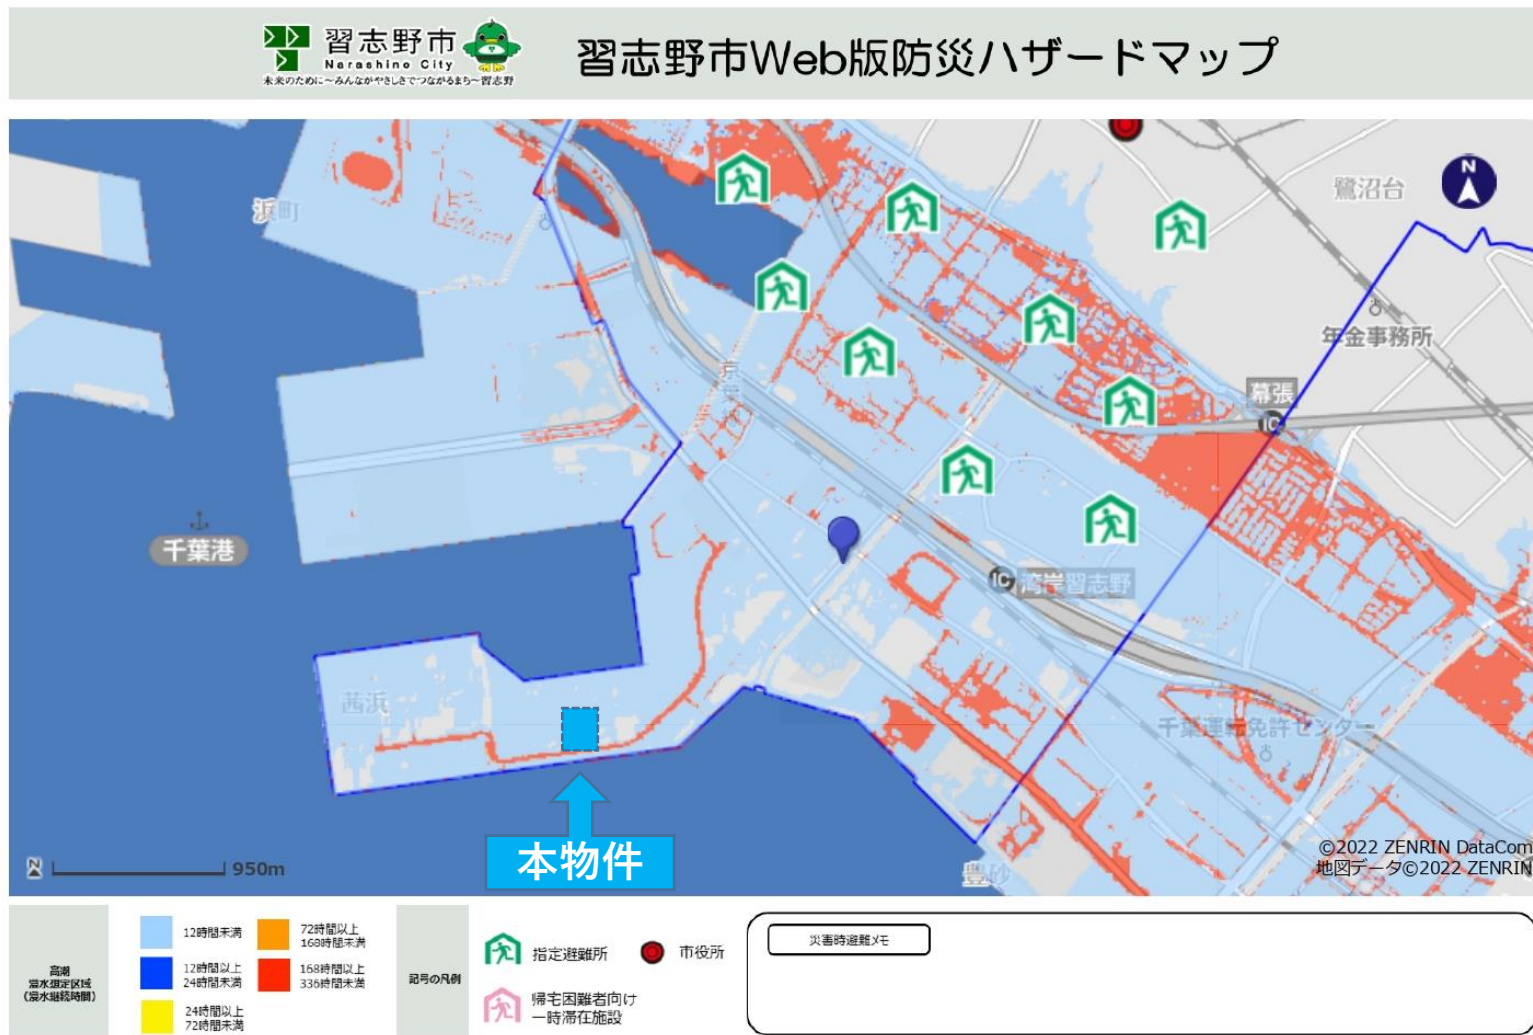 習志野市
Narashino City
未来のために～みんながやさしさでつながるまち～習志野
習志野市Web版防災ハザードマップ
N
鷺沼台
浜町
年金事務所
幕張
IC
京葉線
千葉港
IC 湾岸習志野
茜浜
千葉運転免許センター
本物件
豊砂
N
950m
©2022 ZENRIN DataCom
地図データ©2022 ZENRIN
高潮
浸水想定区域
(浸水継続時間)
12時間未満
12時間以上
24時間未満
24時間以上
72時間未満
72時間以上
168時間未満
168時間以上
336時間未満
記号の凡例
指定避難所
市役所
帰宅困難者向け
一時滞在施設
災害時避難メモ